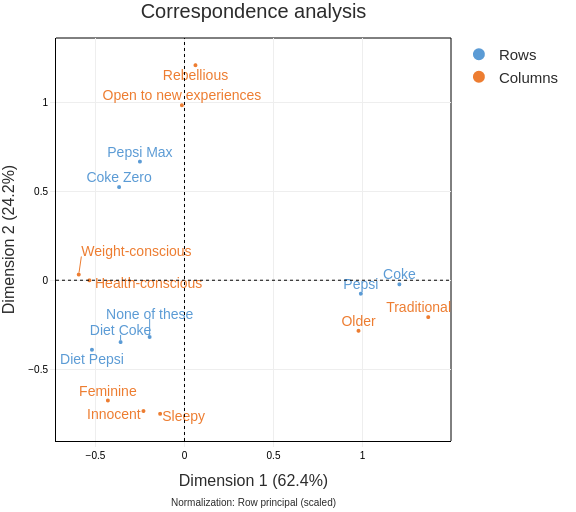 Correspondence analysis
Rows
Columns
Rebellious
Open to new experiences
Pepsi Max
Coke Zero
Weight-conscious
Health-conscious
Coke
Pepsi
Traditional
Older
None of these
Diet Coke
Diet Pepsi
Feminine
Innocent
Sleepy
1
0.5
0
−0.5
−0.5
0
0.5
1
Dimension 2 (24.2%)
Dimension 1 (62.4%)
Normalization: Row principal (scaled)